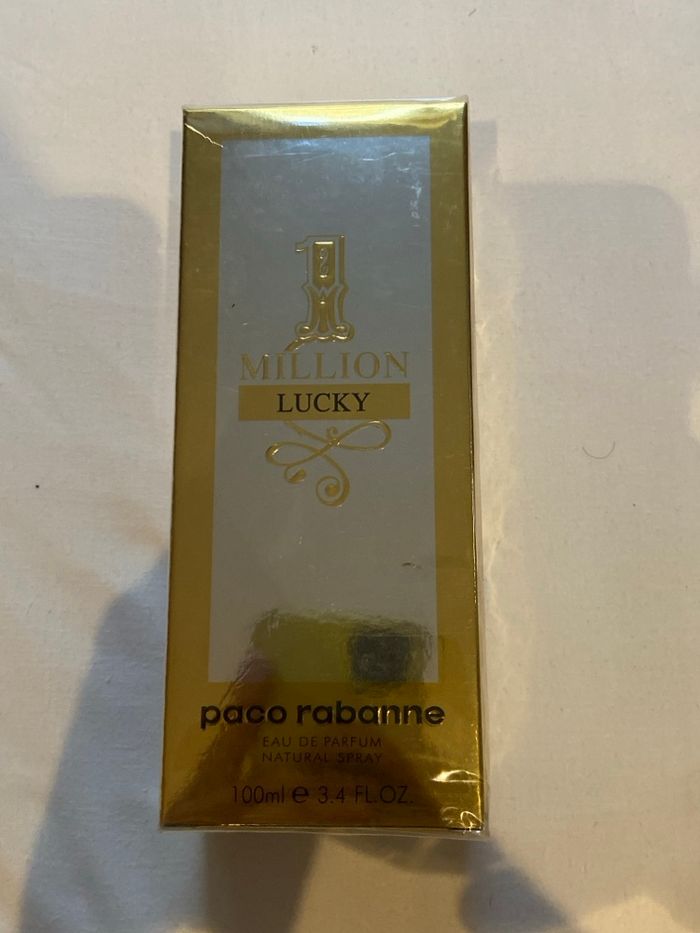 1
MILLION
LUCKY
paco rabanne
EAU DE PARFUM
NATURAL SPRAY
100ml e 3.4 FL.OZ.